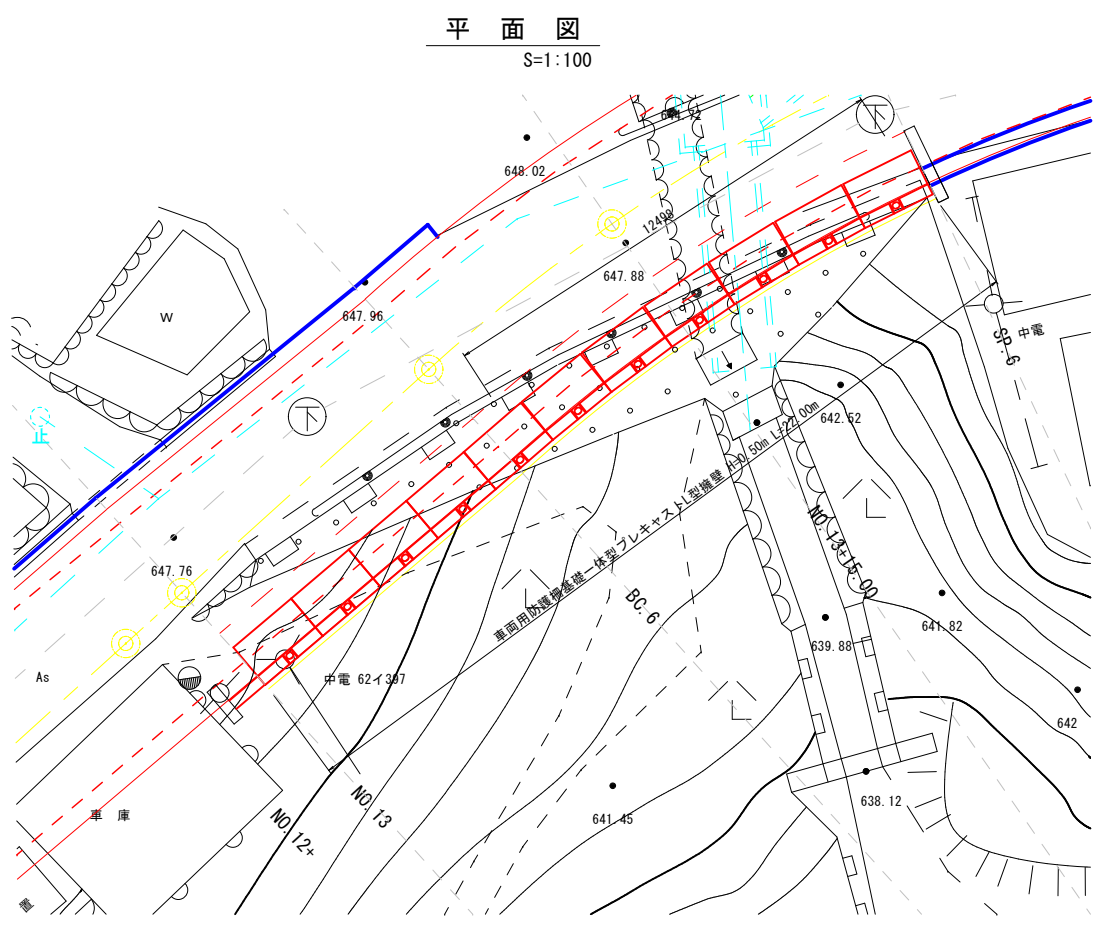 平 面 図
S=1:100
644.72
下
648.02
12498
647.88
647.96
W
下
止
中電
SP.6
642.52
車両用防護柵基礎一体型プレキャストL型擁壁 H=0.50m L=22.00m
NO.13+15.00
647.76
BC.6
641.82
639.88
As
中電 62イ397
642
NO.13
NO.12+
641.45
638.12
車 庫
置